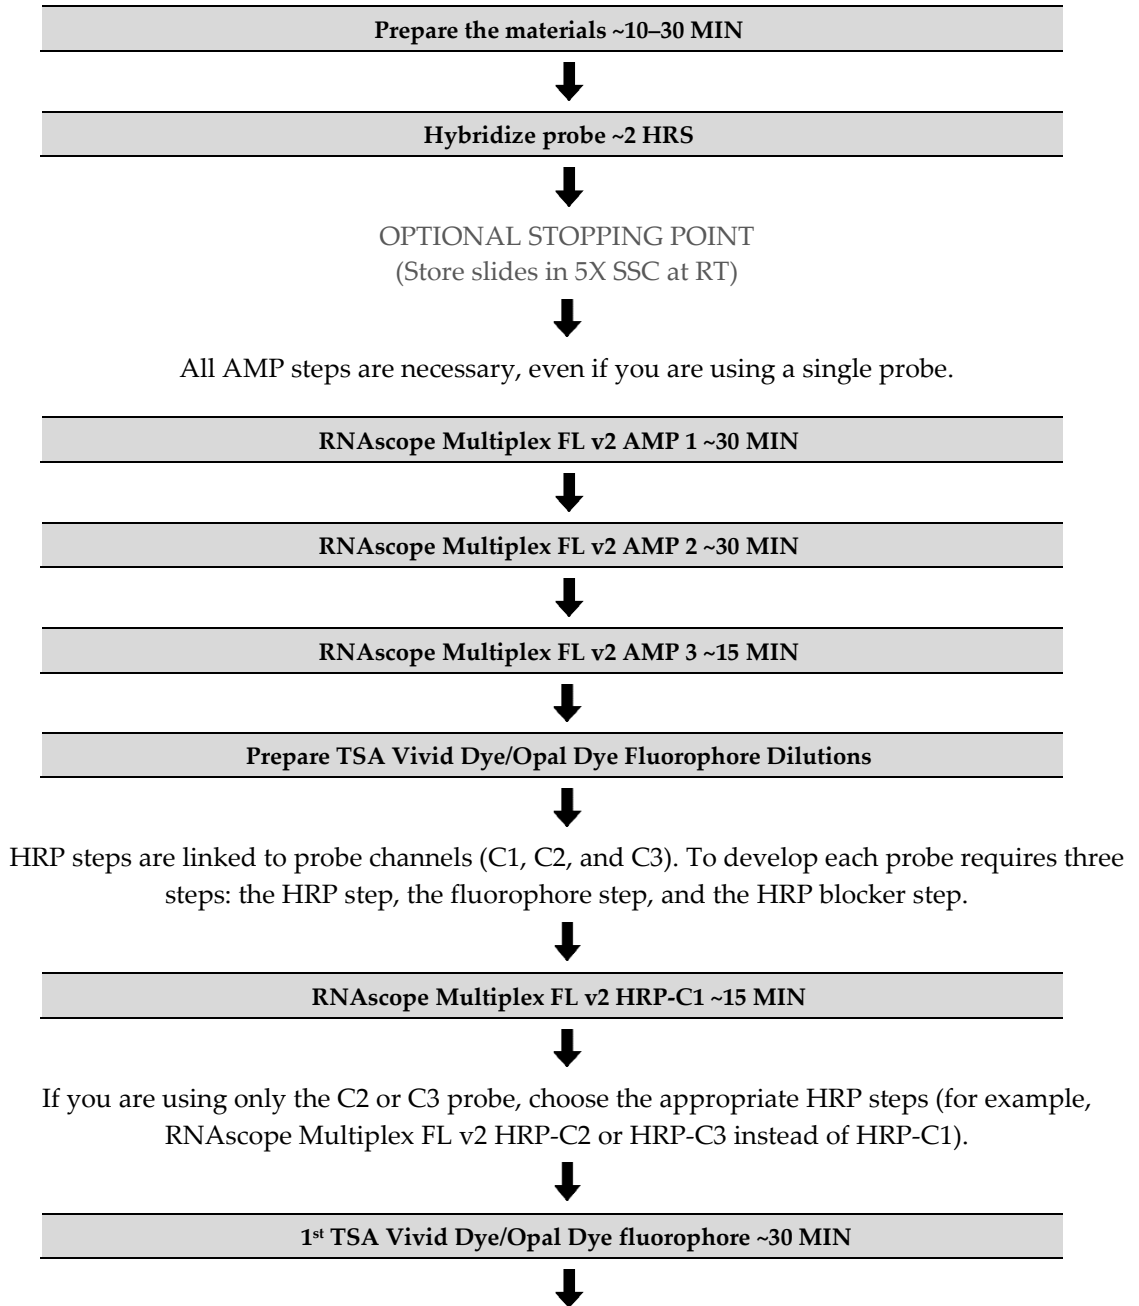 Prepare the materials ~10–30 MIN
Hybridize probe ~2 HRS
OPTIONAL STOPPING POINT
(Store slides in 5X SSC at RT)
All AMP steps are necessary, even if you are using a single probe.
RNAscope Multiplex FL v2 AMP 1 ~30 MIN
RNAscope Multiplex FL v2 AMP 2 ~30 MIN
RNAscope Multiplex FL v2 AMP 3 ~15 MIN
Prepare TSA Vivid Dye/Opal Dye Fluorophore Dilutions
HRP steps are linked to probe channels (C1, C2, and C3). To develop each probe requires three
steps: the HRP step, the fluorophore step, and the HRP blocker step.
RNAscope Multiplex FL v2 HRP-C1 ~15 MIN
If you are using only the C2 or C3 probe, choose the appropriate HRP steps (for example,
RNAscope Multiplex FL v2 HRP-C2 or HRP-C3 instead of HRP-C1).
1st TSA Vivid Dye/Opal Dye fluorophore ~30 MIN